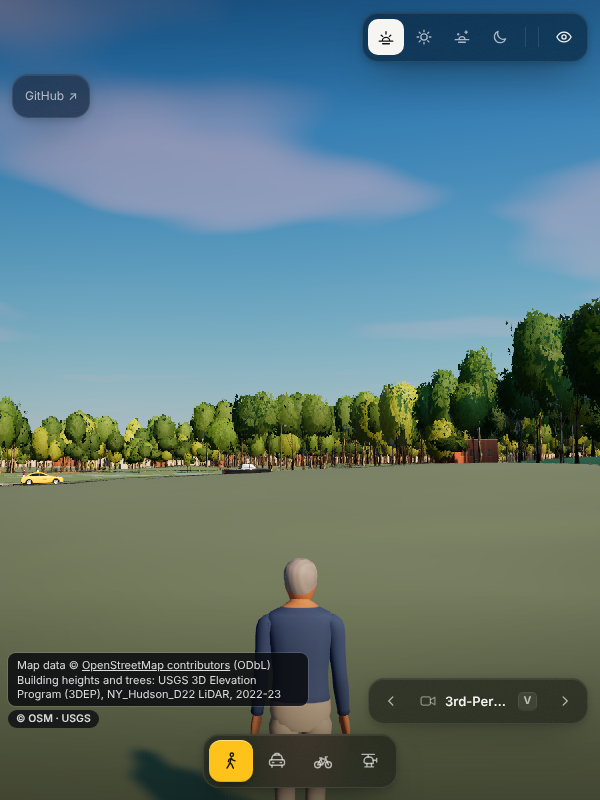 GitHub ↗
Map data © OpenStreetMap contributors (ODbL)
Building heights and trees: USGS 3D Elevation
Program (3DEP), NY_Hudson_D22 LiDAR, 2022-23
© OSM · USGS
3rd-Per... V